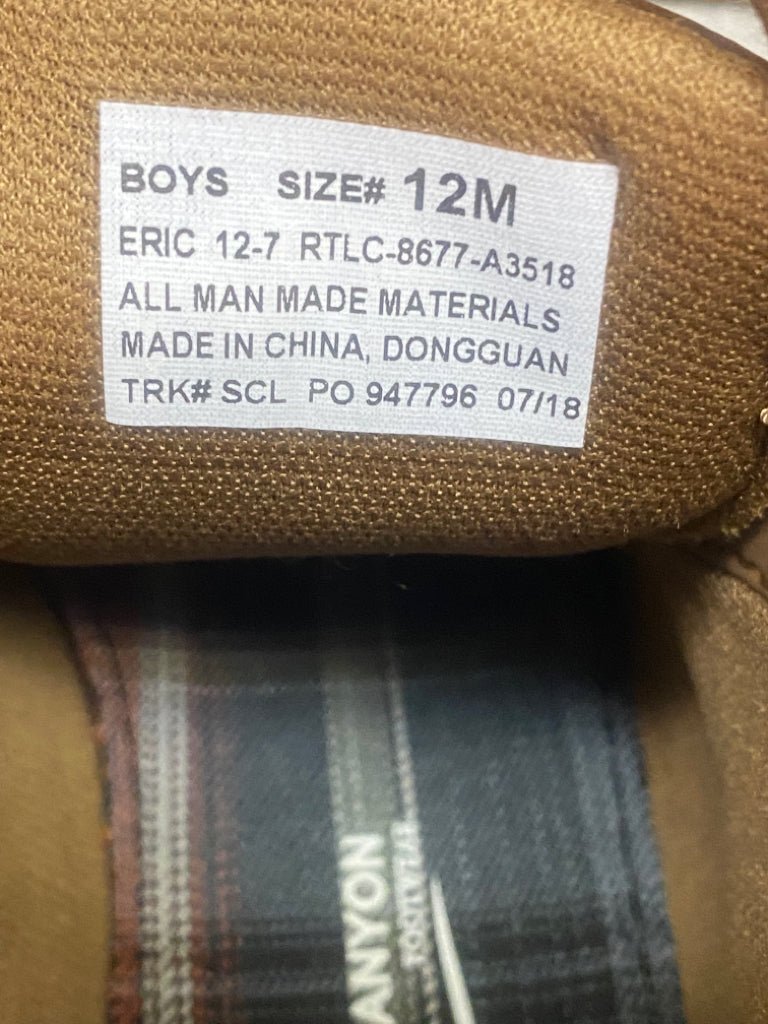 BOYS SIZE# 12M
ERIC 12-7 RTLC-8677-A3518
ALL MAN MADE MATERIALS
MADE IN CHINA, DONGGUAN
TRK# SCL PO 947796 07/18
ANYON